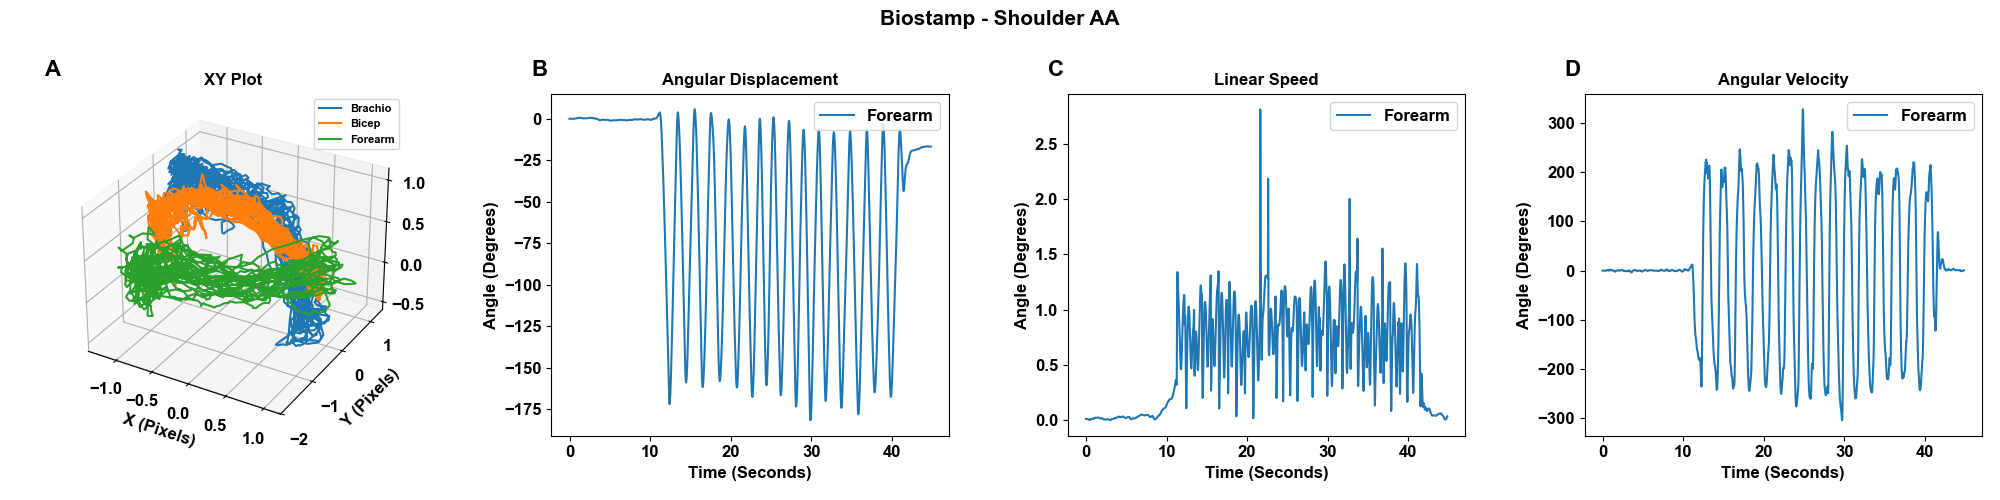 Biostamp - Shoulder AA
A
XY Plot
Brachio
Bicep
Forearm
1.0
0.5
0.0
−0.5
1
0
−1
−2
Y (Pixels)
−1.0
−0.5
0.0
0.5
1.0
X (Pixels)
B
Angular Displacement
Forearm
0
−25
−50
−75
−100
−125
−150
−175
Angle (Degrees)
0
10
20
30
40
Time (Seconds)
C
Linear Speed
Forearm
2.5
2.0
1.5
1.0
0.5
0.0
Angle (Degrees)
0
10
20
30
40
Time (Seconds)
D
Angular Velocity
Forearm
300
200
100
0
−100
−200
−300
Angle (Degrees)
0
10
20
30
40
Time (Seconds)